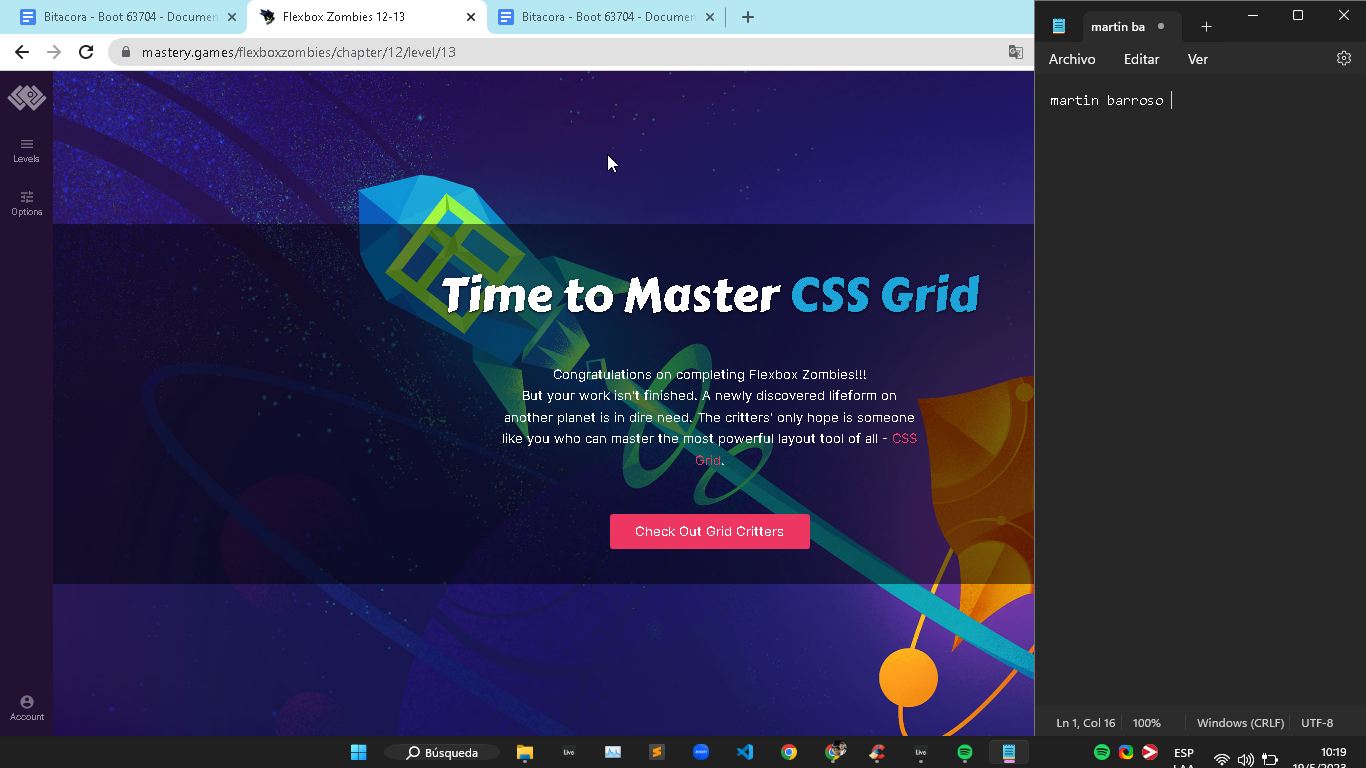 Bitacora - Boot 63704 - Documen
Flexbox Zombies 12-13
Bitacora - Boot 63704 - Documen
mastery.games/flexboxzombies/chapter/12/level/13
Levels
Options
Account
Time to Master CSS Grid
Congratulations on completing Flexbox Zombies!!!
But your work isn't finished. A newly discovered lifeform on
another planet is in dire need. The critters' only hope is someone
like you who can master the most powerful layout tool of all - CSS
Grid.
Check Out Grid Critters
martin ba
Archivo Editar Ver
martin barroso
Ln 1, Col 16 100% Windows (CRLF) UTF-8
Búsqueda
Live
zoom
Live
ESP
LAA
10:19
19/5/2023